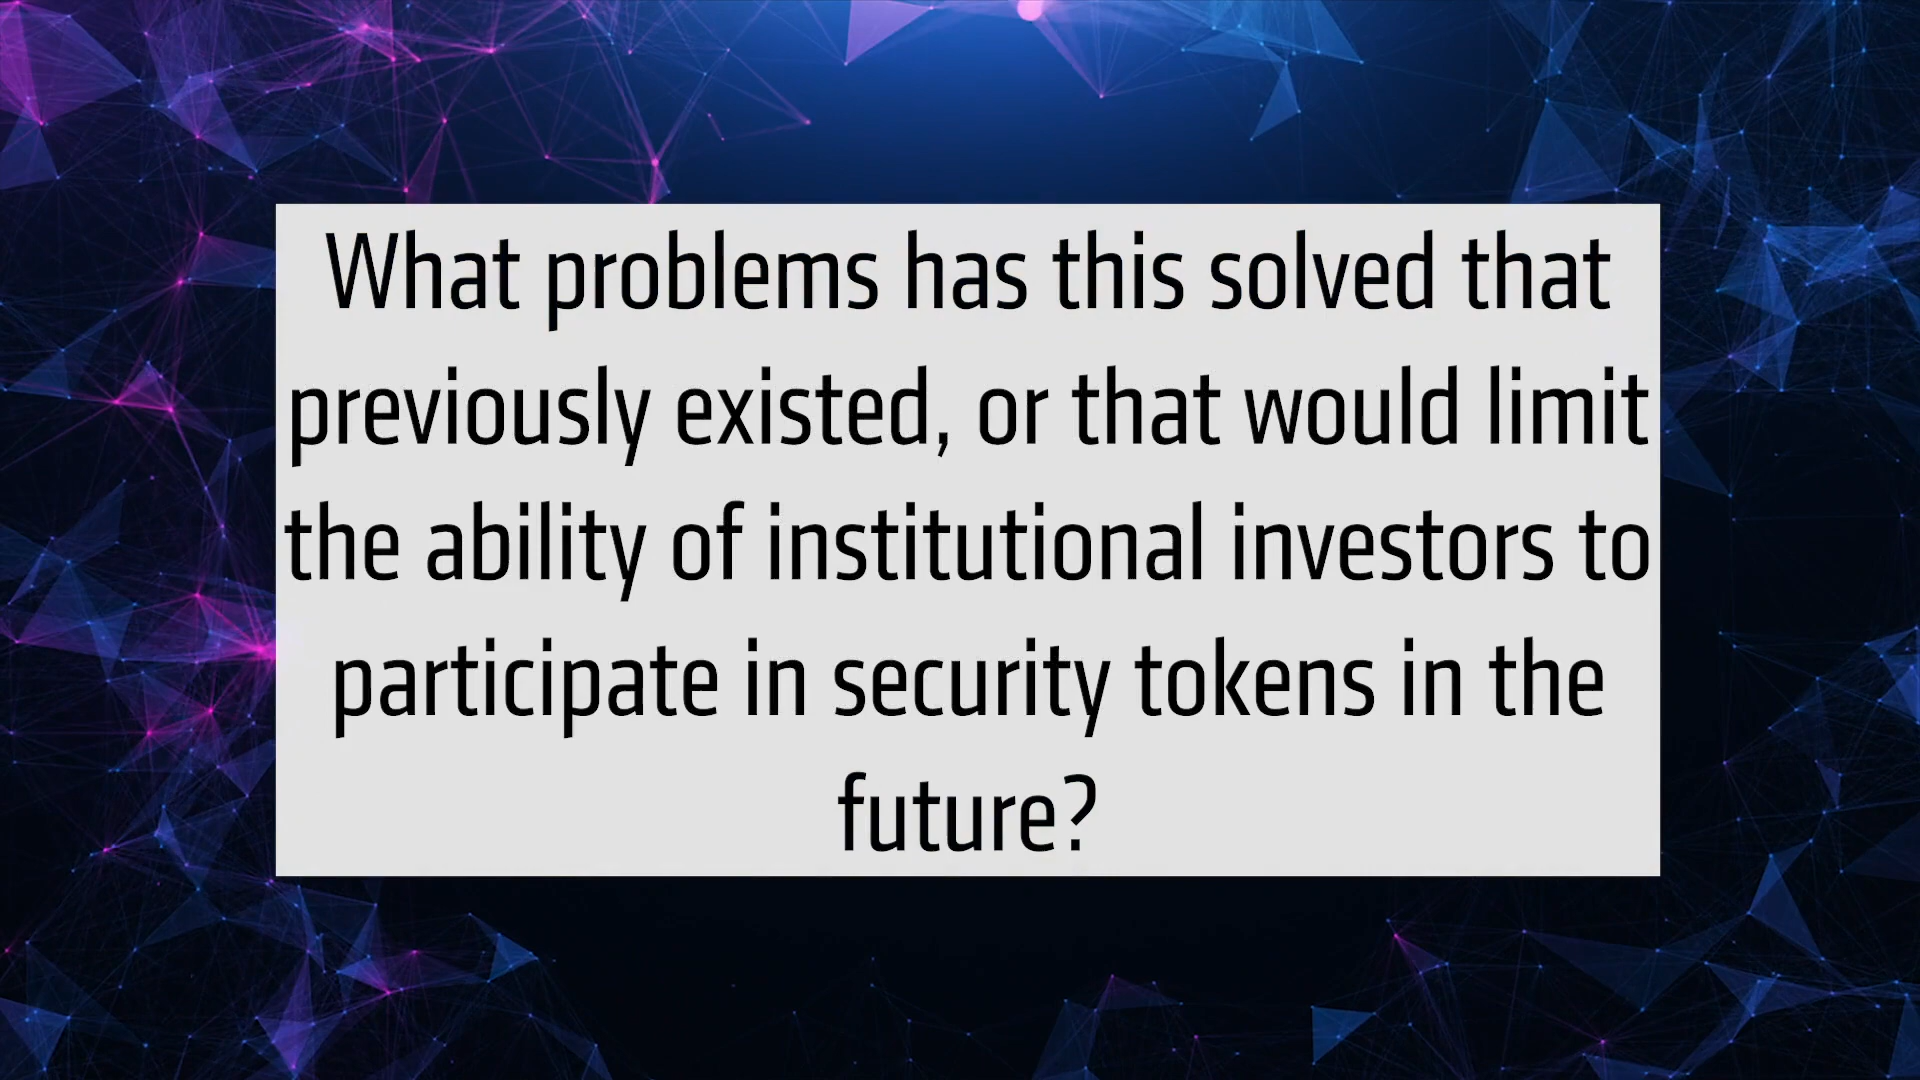 What problems has this solved that
previously existed, or that would limit
the ability of institutional investors to
participate in security tokens in the
future?